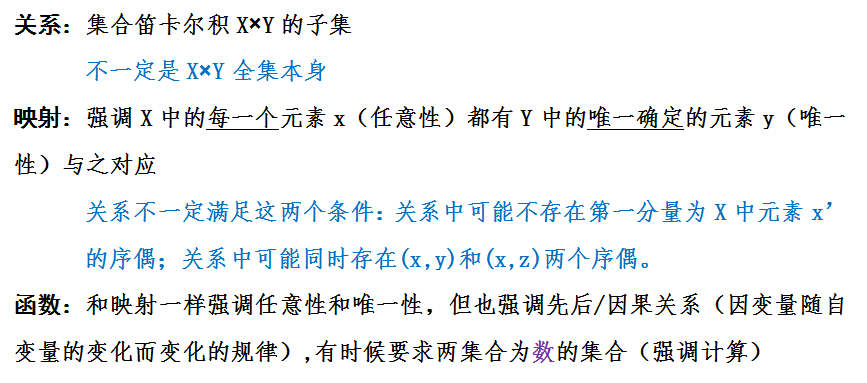 关系：集合笛卡尔积 X×Y 的子集
不一定是 X×Y 全集本身
映射：强调 X 中的每一个元素 x（任意性）都有 Y 中的唯一确定的元素 y（唯一
性）与之对应
关系不一定满足这两个条件：关系中可能不存在第一分量为 X 中元素 x’
的序偶；关系中可能同时存在(x,y)和(x,z)两个序偶。
函数：和映射一样强调任意性和唯一性，但也强调先后/因果关系（因变量随自
变量的变化而变化的规律）,有时候要求两集合为数的集合（强调计算）